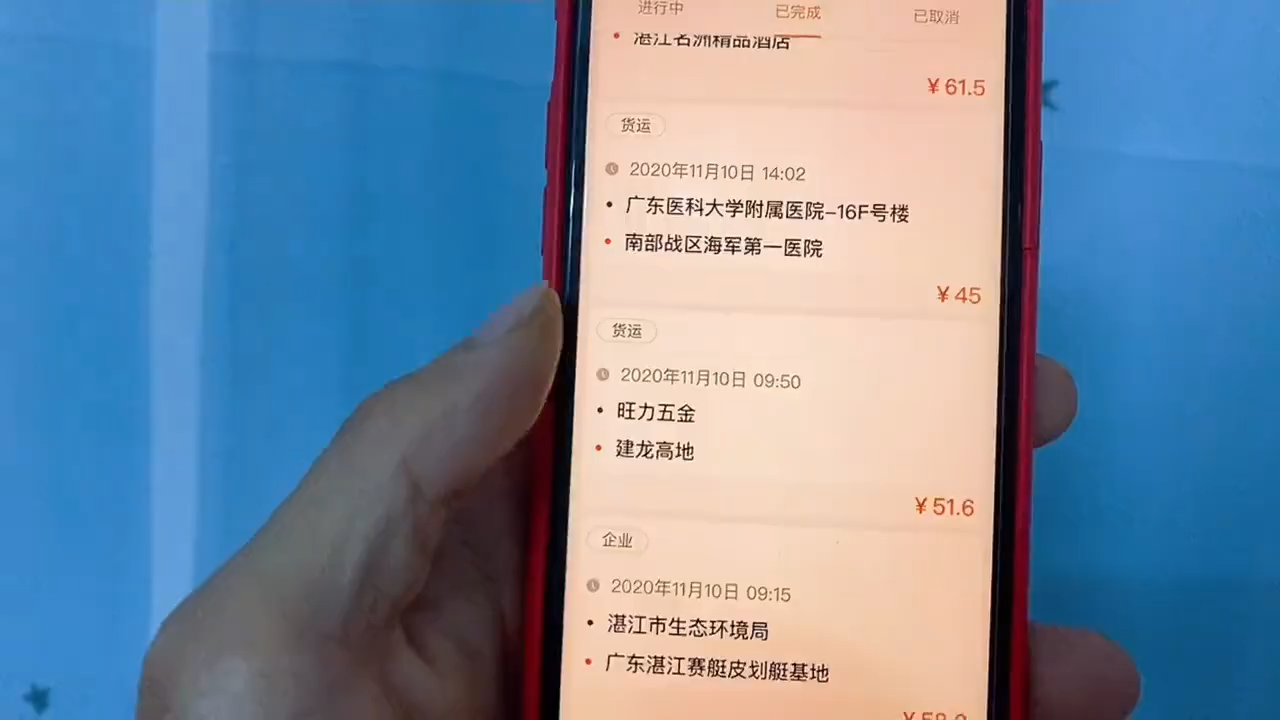 进行中 已完成 已取消
湛江名洲精品酒店
¥61.5
货运
2020年11月10日 14:02
广东医科大学附属医院-16F号楼
南部战区海军第一医院
¥45
货运
2020年11月10日 09:50
旺力五金
建龙高地
¥51.6
企业
2020年11月10日 09:15
湛江市生态环境局
广东湛江赛艇皮划艇基地